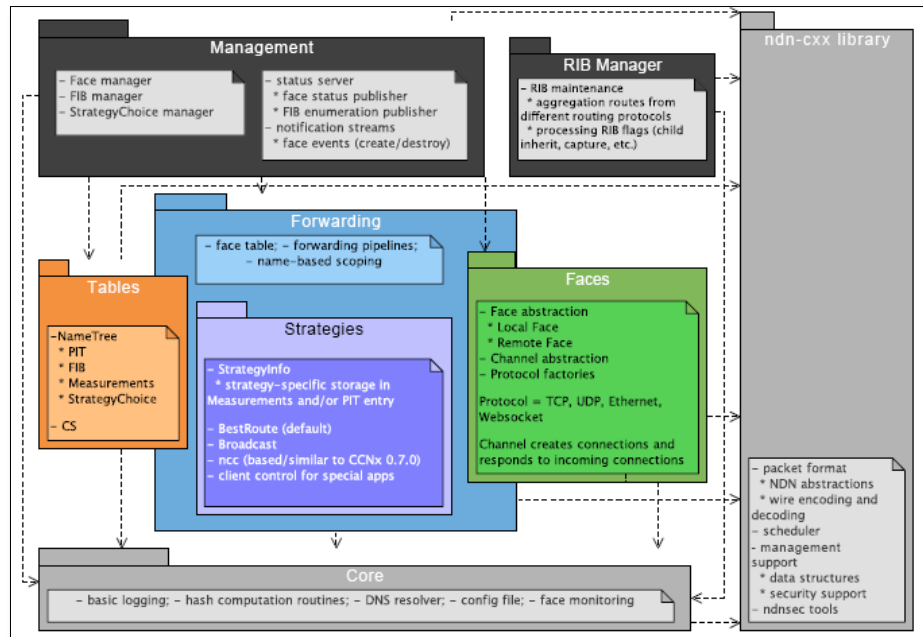 Management
- Face manager
- FIB manager
- StrategyChoice manager
- status server
* face status publisher
* FIB enumeration publisher
- notification streams
* face events (create/destroy)
RIB Manager
- RIB maintenance
* aggregation routes from
different routing protocols
* processing RIB flags (child
inherit, capture, etc.)
ndn-cxx library
Forwarding
- face table; - forwarding pipelines;
- name-based scoping
Tables
-NameTree
* PIT
* FIB
* Measurements
* StrategyChoice
- CS
Strategies
- StrategyInfo
* strategy-specific storage in
Measurements and/or PIT entry
- BestRoute (default)
- Broadcast
- ncc (based/similar to CCNx 0.7.0)
- client control for special apps
Faces
- Face abstraction
* Local Face
* Remote Face
- Channel abstraction
- Protocol factories
Protocol = TCP, UDP, Ethernet,
Websocket
Channel creates connections and
responds to incoming connections
- packet format
* NDN abstractions
* wire encoding and
decoding
- scheduler
- management
support
* data structures
* security support
- ndnsec tools
Core
- basic logging; - hash computation routines; - DNS resolver; - config file; - face monitoring